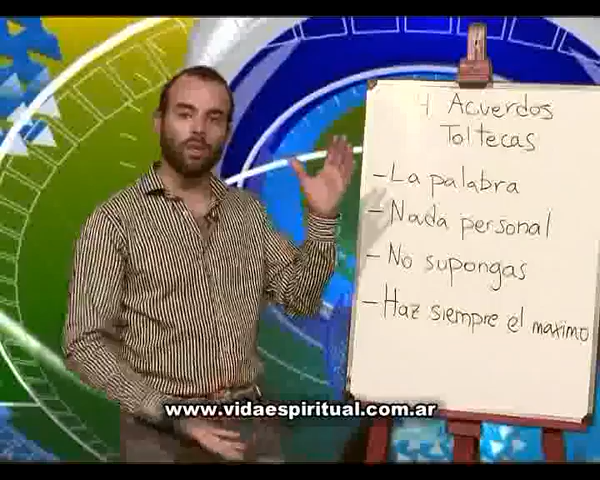 4 Acuerdos
Toltecas
- La palabra
- Nada personal
- No supongas
- Haz siempre el maximo
www.vidaespiritual.com.ar